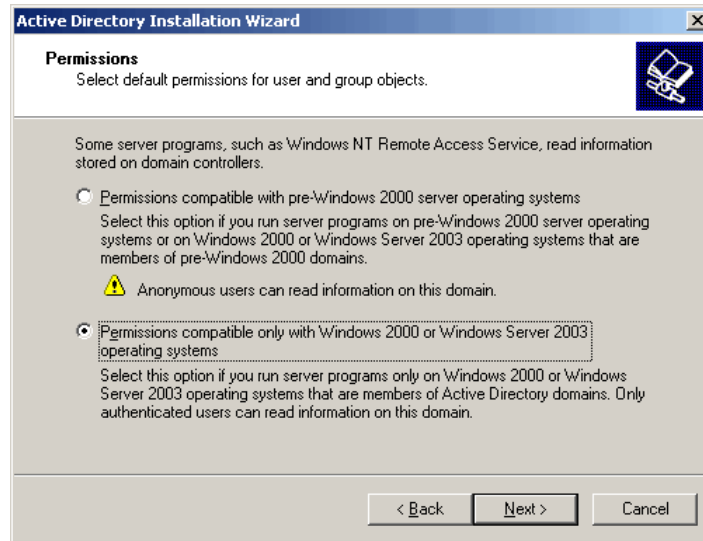 Active Directory Installation Wizard
Permissions
Select default permissions for user and group objects.
Some server programs, such as Windows NT Remote Access Service, read information
stored on domain controllers.
Permissions compatible with pre-Windows 2000 server operating systems
Select this option if you run server programs on pre-Windows 2000 server operating
systems or on Windows 2000 or Windows Server 2003 operating systems that are
members of pre-Windows 2000 domains.
Anonymous users can read information on this domain.
Permissions compatible only with Windows 2000 or Windows Server 2003
operating systems
Select this option if you run server programs only on Windows 2000 or Windows
Server 2003 operating systems that are members of Active Directory domains. Only
authenticated users can read information on this domain.
< Back Next > Cancel